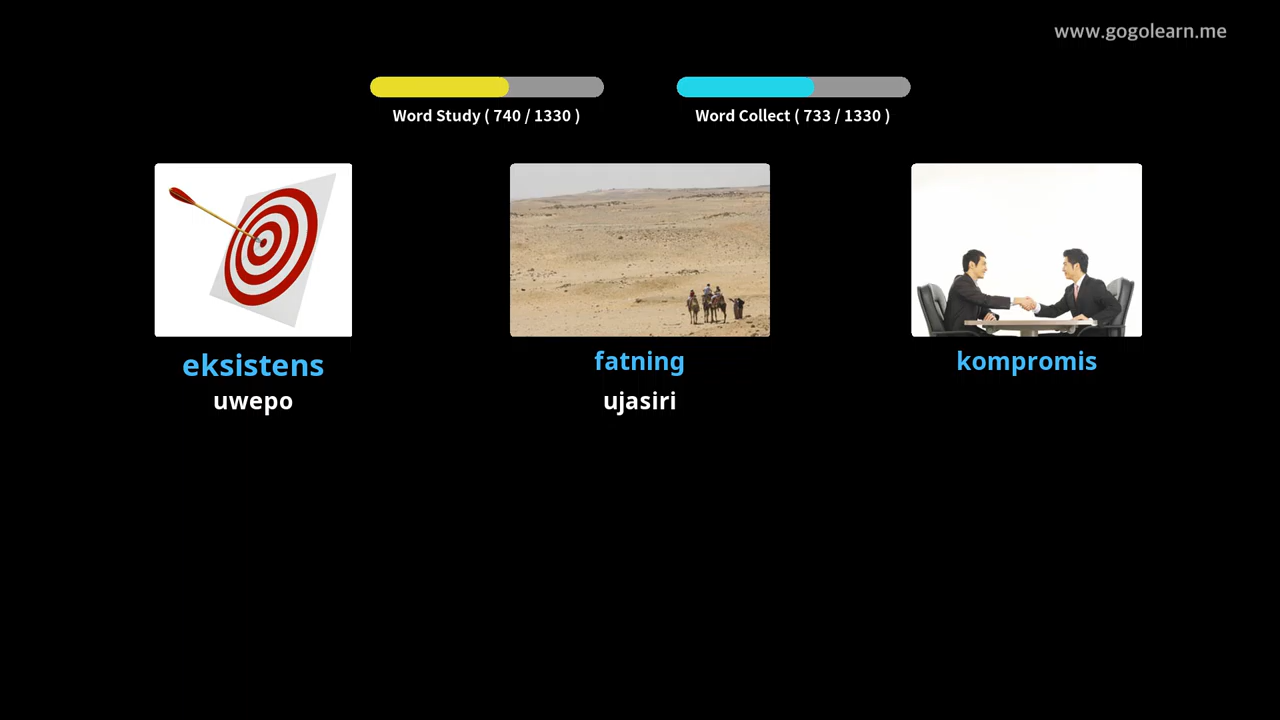 www.gogolearn.me
Word Study ( 740 / 1330 )
Word Collect ( 733 / 1330 )
eksistens
uwepo
fatning
ujasiri
kompromis